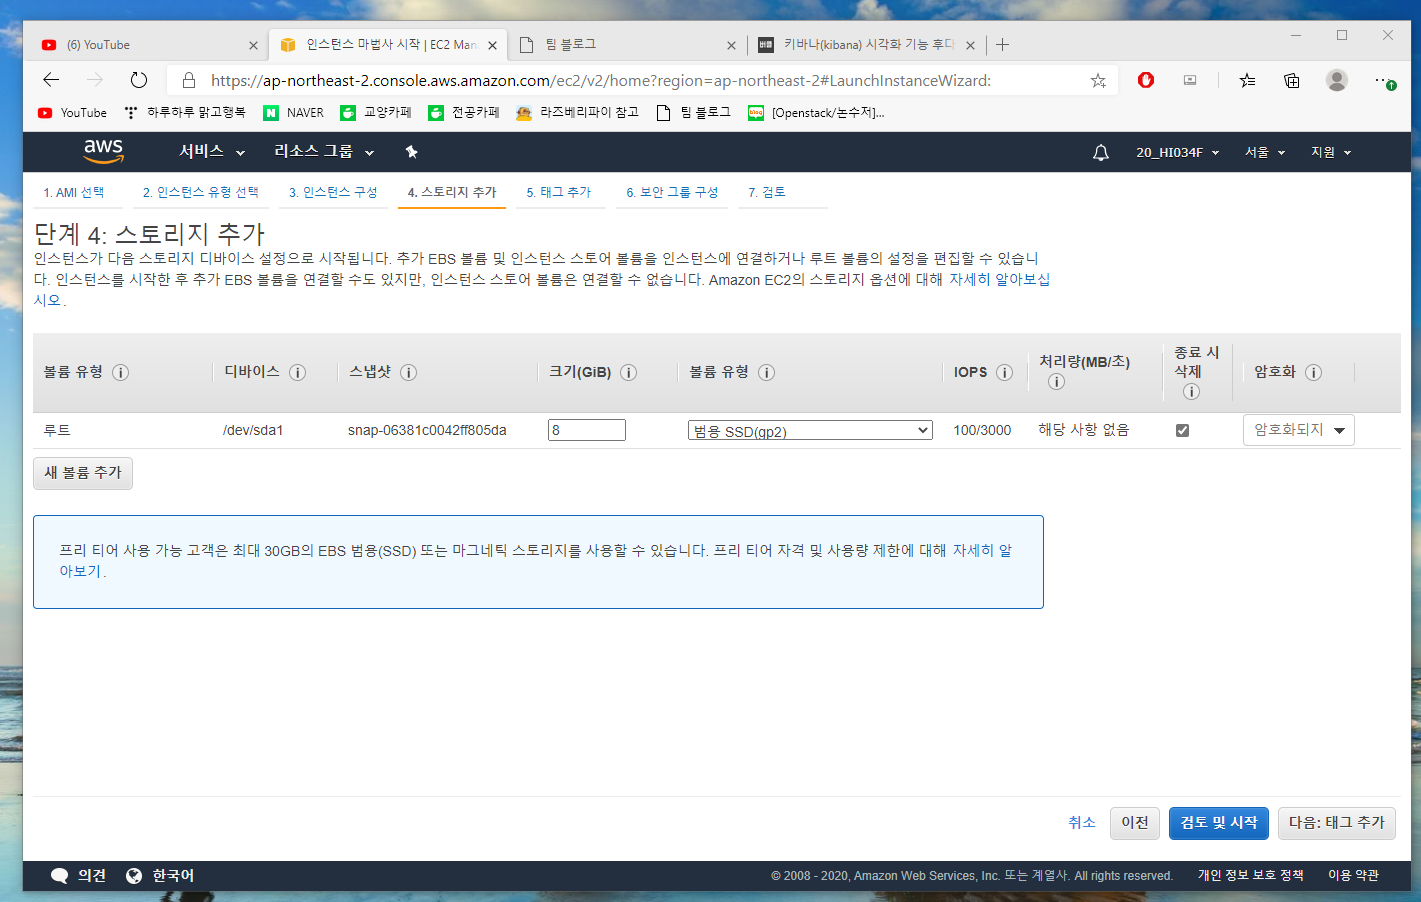 (6) YouTube
인스턴스 마법사 시작 | EC2 Man
팀 블로그
키바나(kibana) 시각화 기능 후다
https://ap-northeast-2.console.aws.amazon.com/ec2/v2/home?region=ap-northeast-2#LaunchInstanceWizard:
YouTube
하루하루 맑고행복
NAVER
교양카페
전공카페
라즈베리파이 참고
팀 블로그
[Openstack/논수저]...
aws
서비스
리소스 그룹
20_HI034F
서울
지원
1. AMI 선택
2. 인스턴스 유형 선택
3. 인스턴스 구성
4. 스토리지 추가
5. 태그 추가
6. 보안 그룹 구성
7. 검토
단계 4: 스토리지 추가
인스턴스가 다음 스토리지 디바이스 설정으로 시작됩니다. 추가 EBS 볼륨 및 인스턴스 스토어 볼륨을 인스턴스에 연결하거나 루트 볼륨의 설정을 편집할 수 있습니
다. 인스턴스를 시작한 후 추가 EBS 볼륨을 연결할 수도 있지만, 인스턴스 스토어 볼륨은 연결할 수 없습니다. Amazon EC2의 스토리지 옵션에 대해 자세히 알아보십
시오.
볼륨 유형
디바이스
스냅샷
크기(GiB)
볼륨 유형
IOPS
처리량(MB/초)
종료 시
삭제
암호화
루트
/dev/sda1
snap-06381c0042ff805da
8
범용 SSD(gp2)
100/3000
해당 사항 없음
암호화되지
새 볼륨 추가
프리 티어 사용 가능 고객은 최대 30GB의 EBS 범용(SSD) 또는 마그네틱 스토리지를 사용할 수 있습니다. 프리 티어 자격 및 사용량 제한에 대해 자세히 알
아보기.
취소
이전
검토 및 시작
다음: 태그 추가
의견
한국어
© 2008 - 2020, Amazon Web Services, Inc. 또는 계열사. All rights reserved.
개인 정보 보호 정책
이용 약관